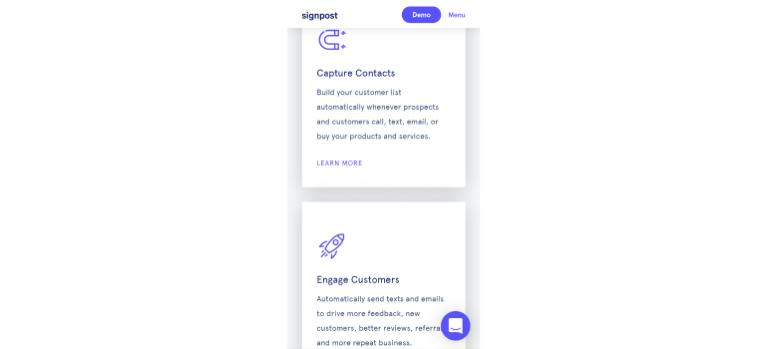 signpost
Demo
Menu
Capture Contacts
Build your customer list
automatically whenever prospects
and customers call, text, email, or
buy your products and services.
LEARN MORE
Engage Customers
Automatically send texts and emails
to drive more feedback, new
customers, better reviews, referra
and more repeat business.